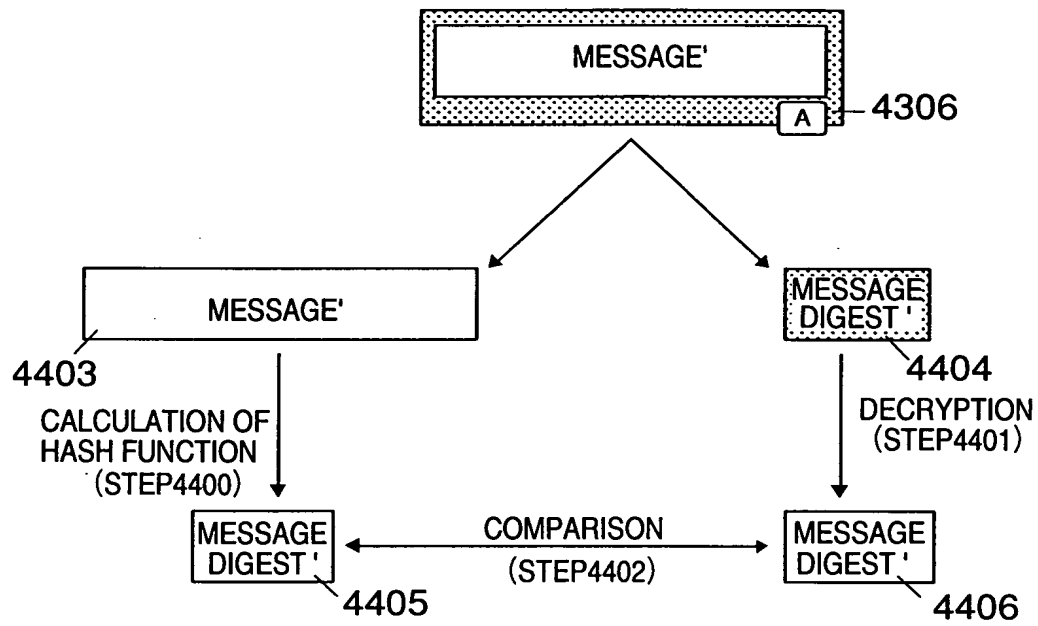 MESSAGE'
A
4306
MESSAGE'
MESSAGE
DIGEST '
4403
4404
CALCULATION OF
HASH FUNCTION
(STEP4400)
DECRYPTION
(STEP4401)
MESSAGE
DIGEST '
COMPARISON
(STEP4402)
MESSAGE
DIGEST '
4405
4406